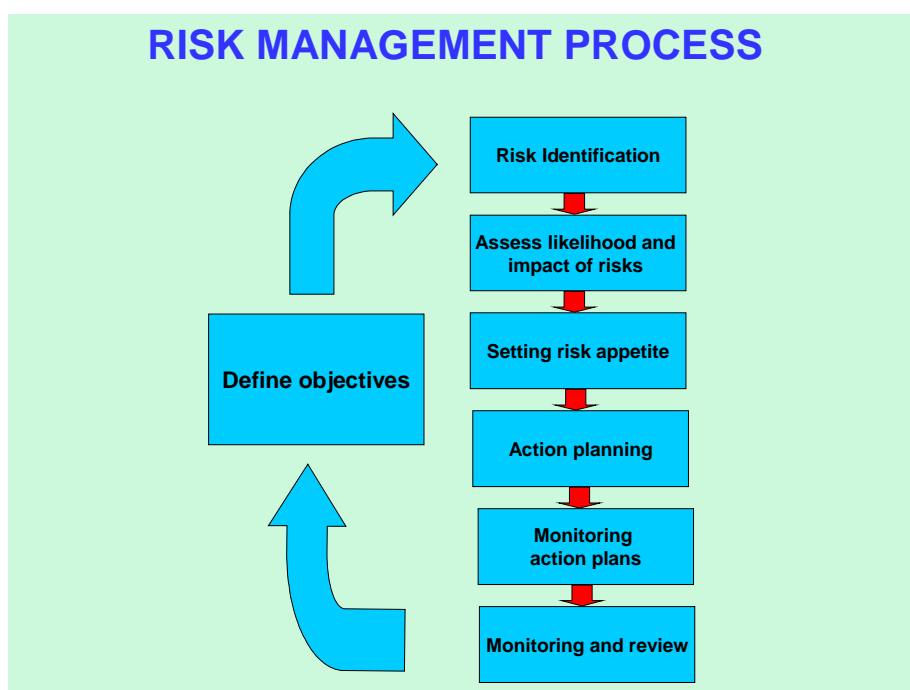 RISK MANAGEMENT PROCESS
Risk Identification
Assess likelihood and
impact of risks
Setting risk appetite
Define objectives
Action planning
Monitoring
action plans
Monitoring and review